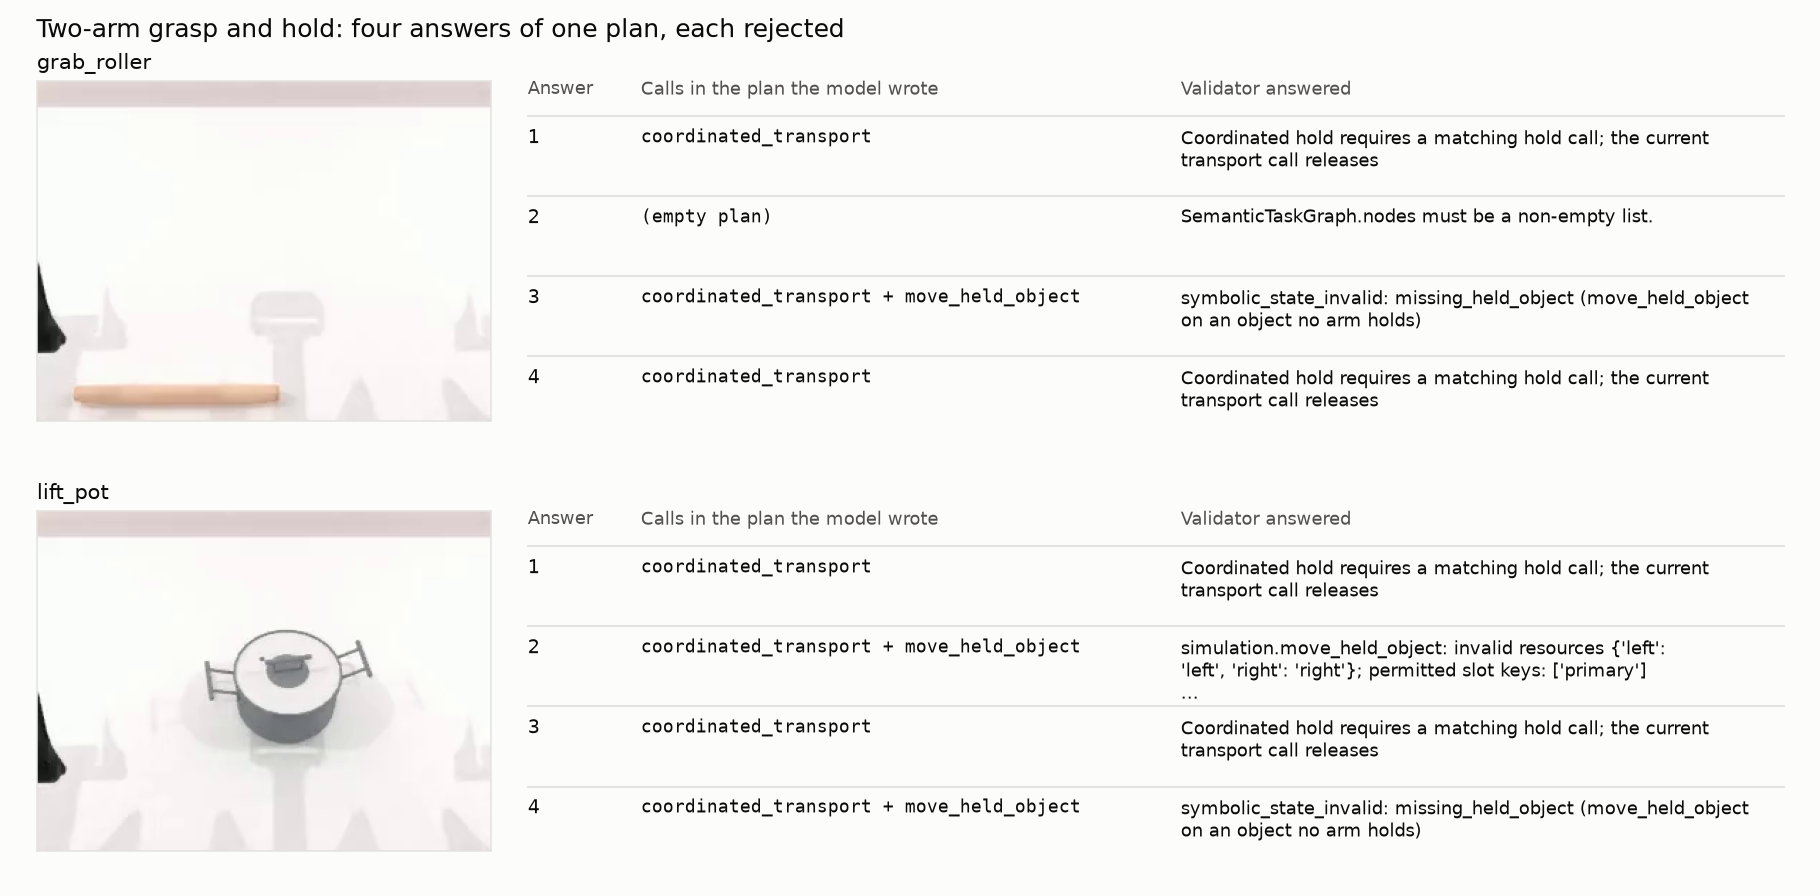 Two-arm grasp and hold: four answers of one plan, each rejected
grab_roller
Answer Calls in the plan the model wrote Validator answered
1 coordinated_transport Coordinated hold requires a matching hold call; the current
transport call releases
2 (empty plan) SemanticTaskGraph.nodes must be a non-empty list.
3 coordinated_transport + move_held_object symbolic_state_invalid: missing_held_object (move_held_object
on an object no arm holds)
4 coordinated_transport Coordinated hold requires a matching hold call; the current
transport call releases
lift_pot
Answer Calls in the plan the model wrote Validator answered
1 coordinated_transport Coordinated hold requires a matching hold call; the current
transport call releases
2 coordinated_transport + move_held_object simulation.move_held_object: invalid resources {'left':
'left', 'right': 'right'}; permitted slot keys: ['primary']
...
3 coordinated_transport Coordinated hold requires a matching hold call; the current
transport call releases
4 coordinated_transport + move_held_object symbolic_state_invalid: missing_held_object (move_held_object
on an object no arm holds)